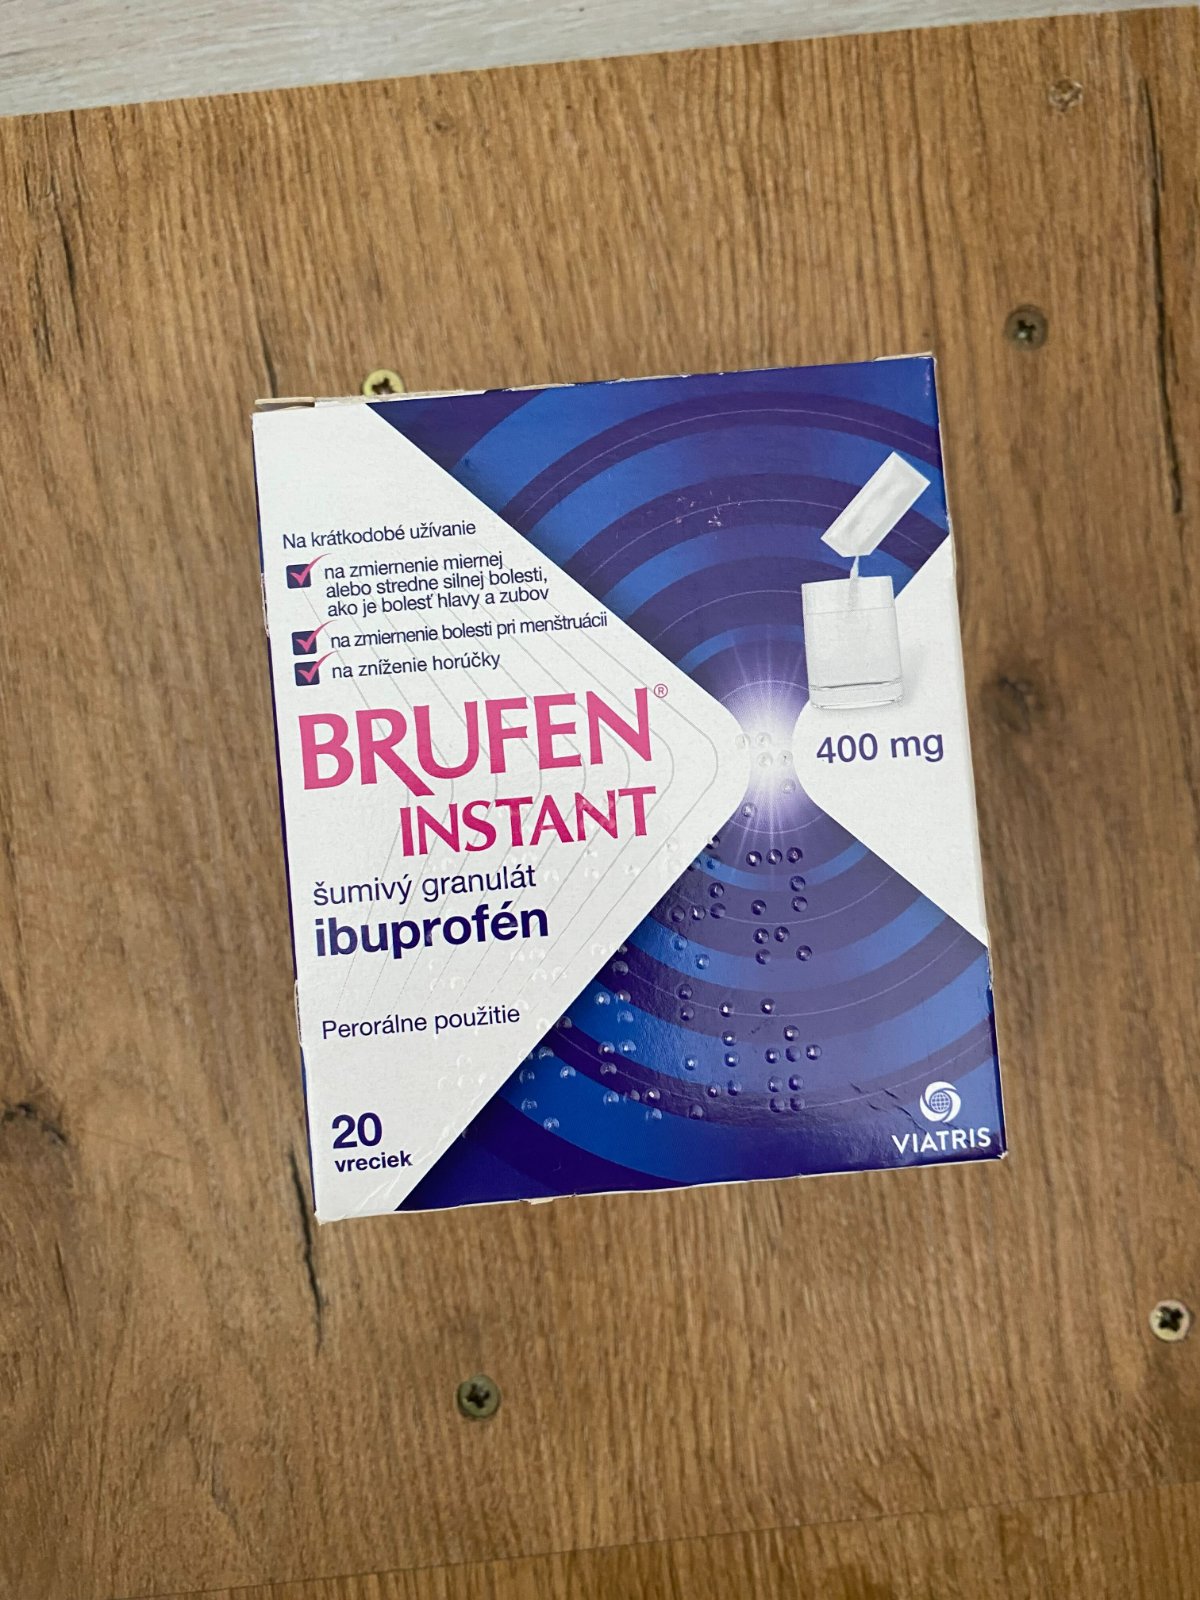 Na krátkodobé užívanie
na zmiernenie miernej
alebo stredne silnej bolesti,
ako je bolesť hlavy a zubov
na zmiernenie bolesti pri menštruácii
na zníženie horúčky
BRUFEN®
INSTANT
400 mg
šumivý granulát
ibuprofén
Perorálne použitie
20
vreciek
VIATRIS